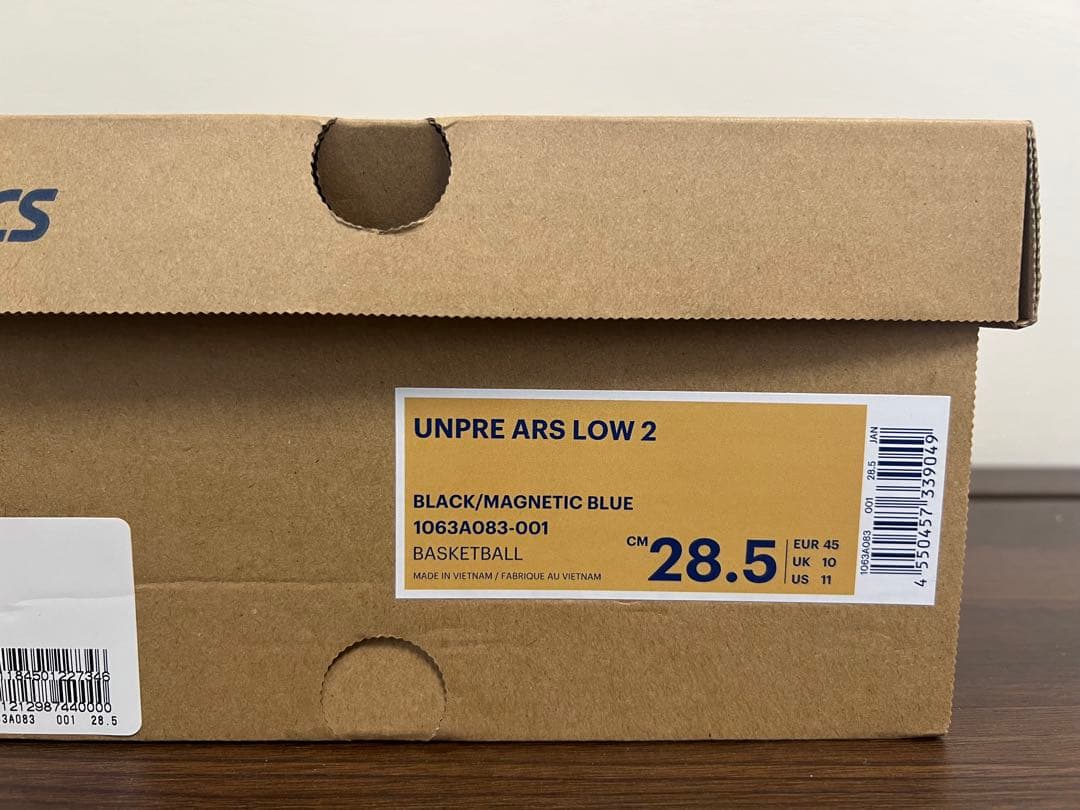 CS
UNPRE ARS LOW 2
BLACK/MAGNETIC BLUE
1063A083-001
BASKETBALL
MADE IN VIETNAM / FABRIQUE AU VIETNAM
CM 28.5
EUR 45
UK 10
US 11
1063A083 001 28.5 JAN
4 550457 339049
1212987440000
3A083 001 28.5